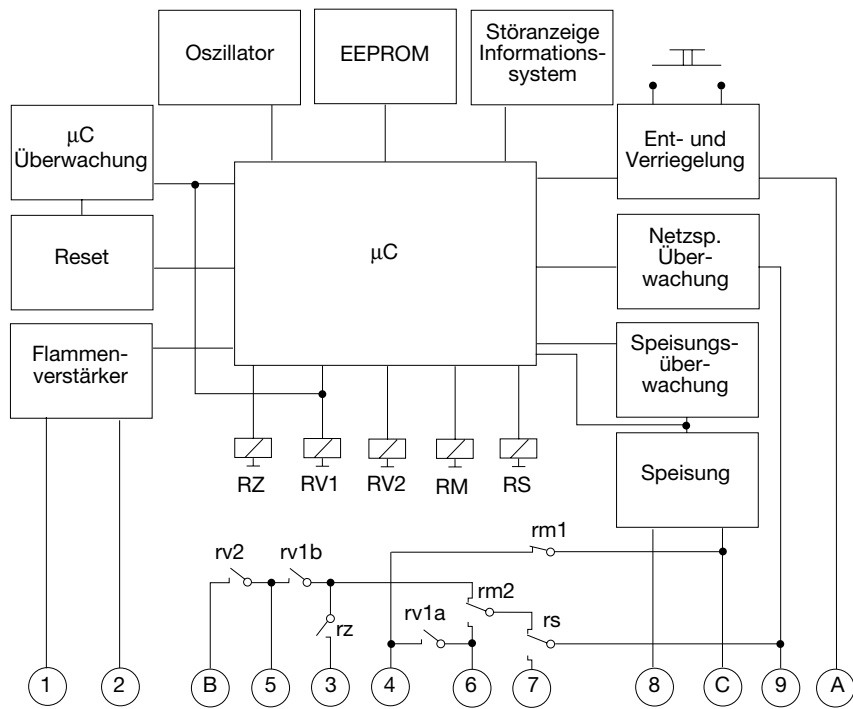 Oszillator
EEPROM
Störanzeige
Informations-
system
μC
Überwachung
Ent- und
Verriegelung
Reset
μC
Netzsp.
Über-
wachung
Flammen-
verstärker
Speisungs-
über-
wachung
RZ
RV1
RV2
RM
RS
Speisung
rv2
rv1b
rm1
rz
rv1a
rm2
rs
1
2
B
5
3
4
6
7
8
C
9
A